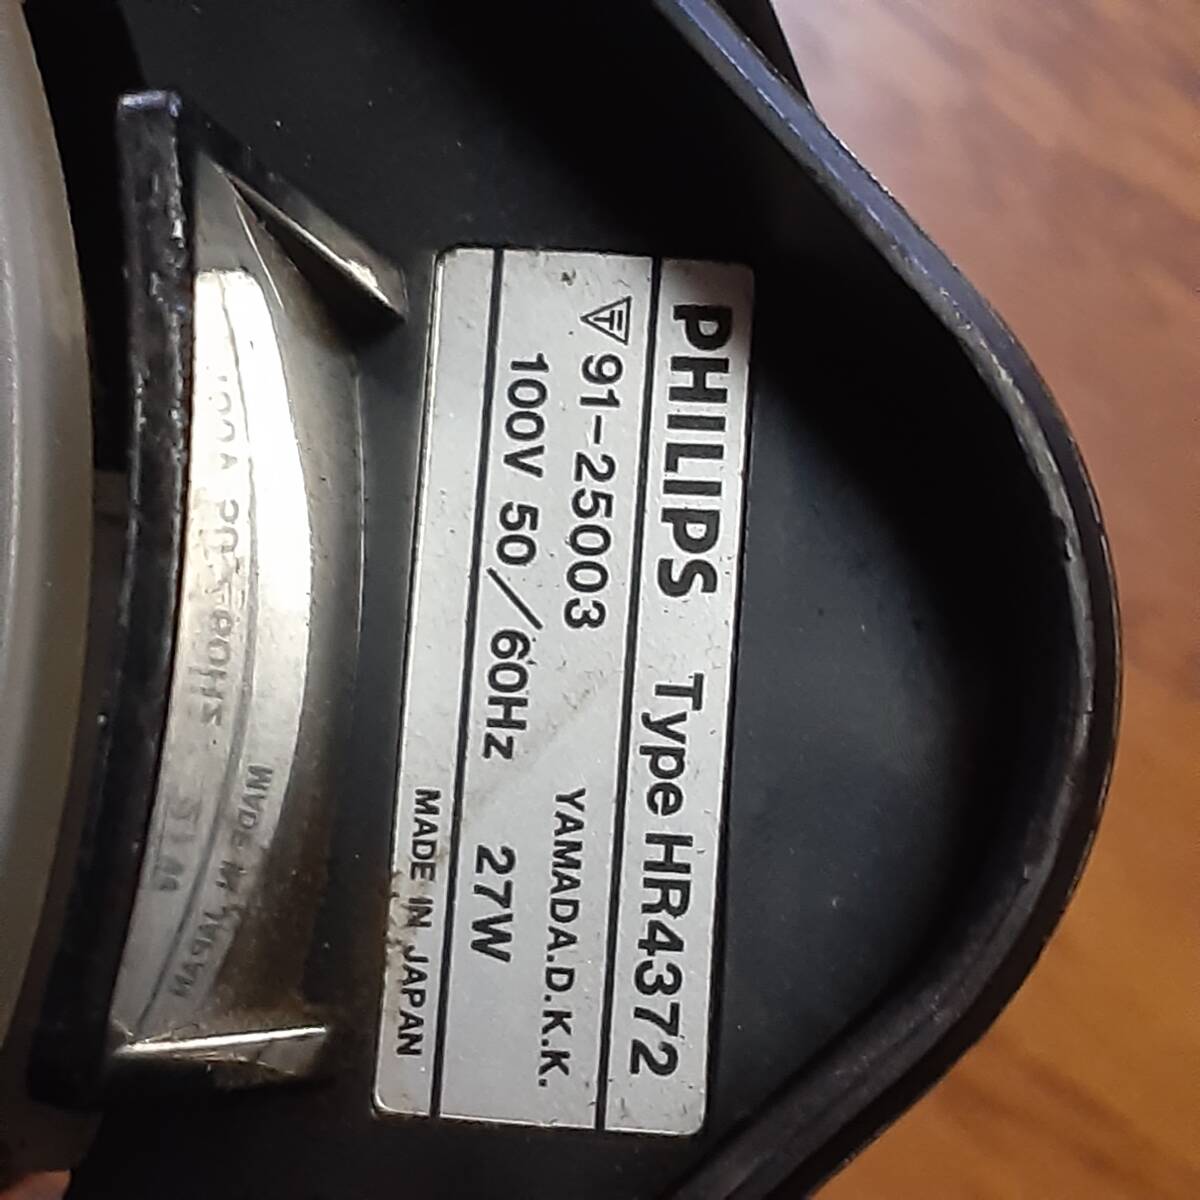 PHILIPS Type HR4372
91-25003 YAMADA.D.K.K.
100V 50/60Hz 27W
MADE IN JAPAN